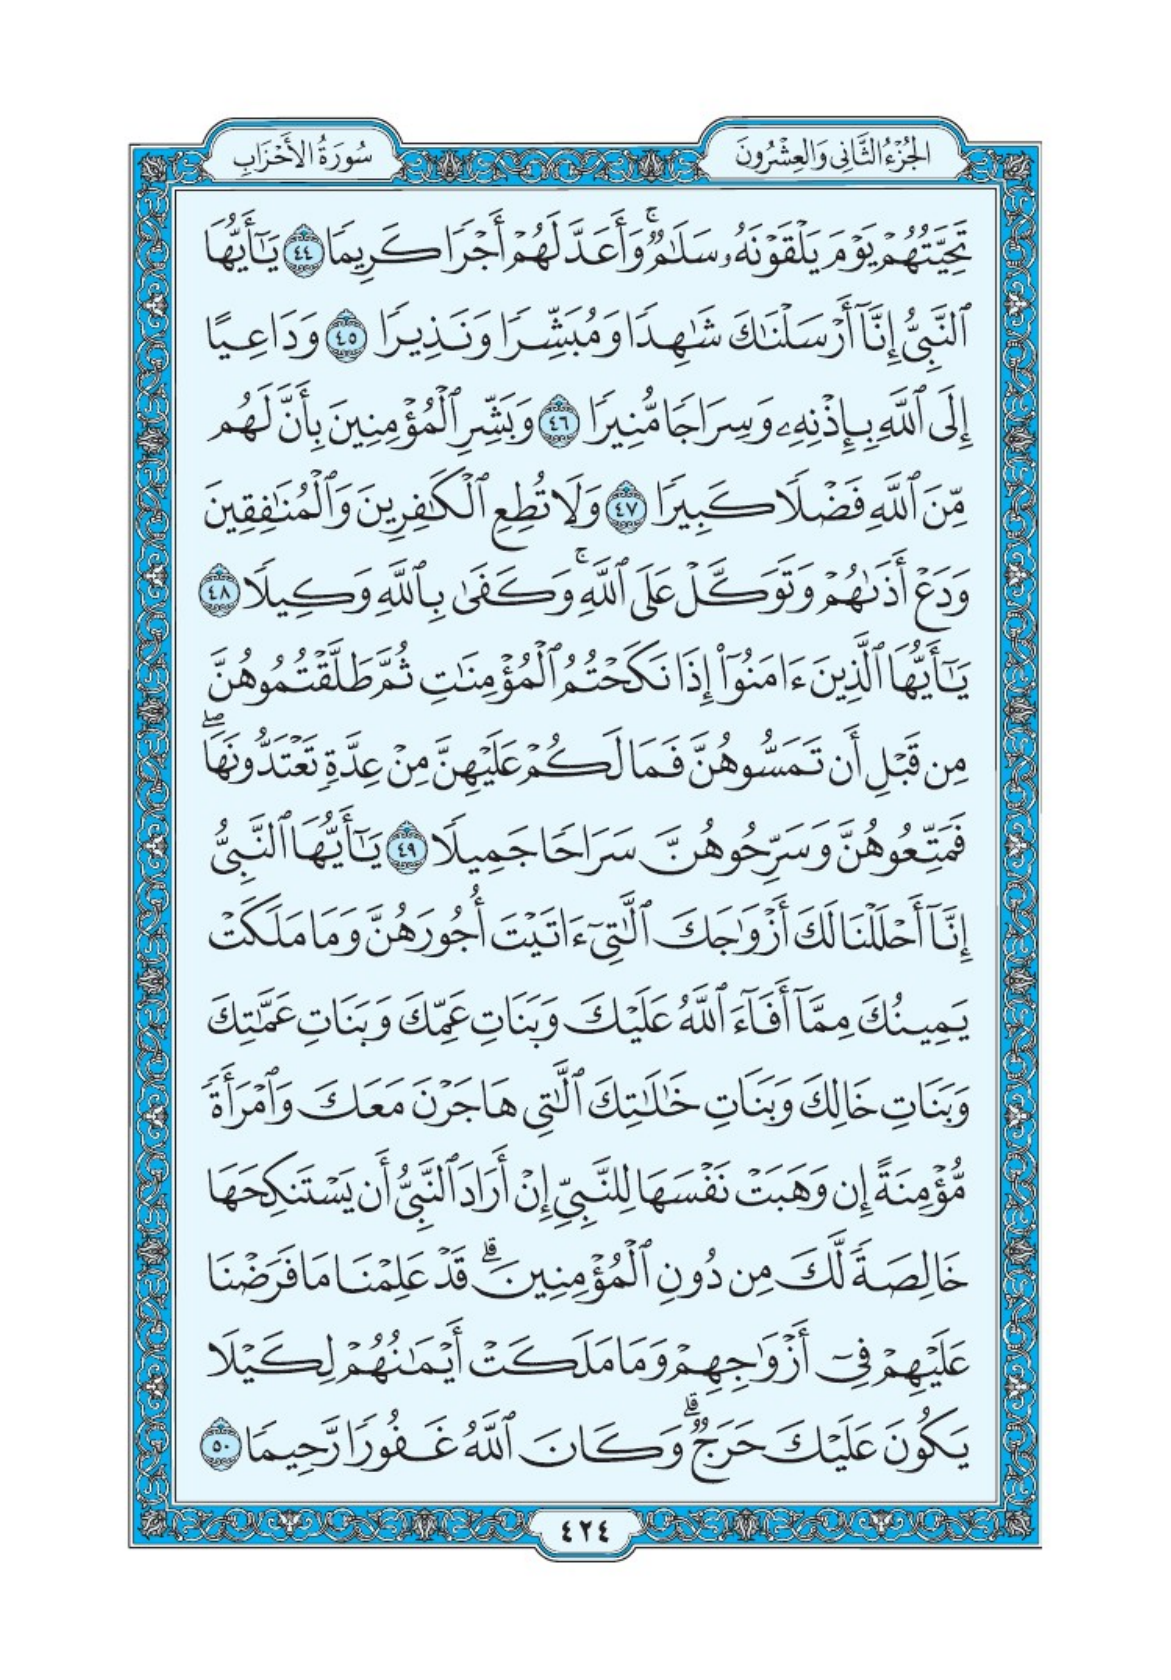 الجُزْءُ الثَّانِي وَالعِشْرُونَ
سُورَةُ الأَحْزَابِ
تَحِيَّتُهُمْ يَوْمَ يَلْقَوْنَهُۥ سَلَٰمٌۚ وَأَعَدَّ لَهُمْ أَجْرًا كَرِيمًا ٤٤ يَٰٓأَيُّهَا
ٱلنَّبِيُّ إِنَّآ أَرْسَلْنَٰكَ شَٰهِدًا وَمُبَشِّرًا وَنَذِيرًا ٤٥ وَدَاعِيًا
إِلَى ٱللَّهِ بِإِذْنِهِۦ وَسِرَاجًا مُّنِيرًا ٤٦ وَبَشِّرِ ٱلْمُؤْمِنِينَ بِأَنَّ لَهُم
مِّنَ ٱللَّهِ فَضْلًا كَبِيرًا ٤٧ وَلَا تُطِعِ ٱلْكَٰفِرِينَ وَٱلْمُنَٰفِقِينَ
وَدَعْ أَذَىٰهُمْ وَتَوَكَّلْ عَلَى ٱللَّهِۚ وَكَفَىٰ بِٱللَّهِ وَكِيلًا ٤٨
يَٰٓأَيُّهَا ٱلَّذِينَ ءَامَنُوٓا۟ إِذَا نَكَحْتُمُ ٱلْمُؤْمِنَٰتِ ثُمَّ طَلَّقْتُمُوهُنَّ
مِن قَبْلِ أَن تَمَسُّوهُنَّ فَمَا لَكُمْ عَلَيْهِنَّ مِنْ عِدَّةٍ تَعْتَدُّونَهَاۖ
فَمَتِّعُوهُنَّ وَسَرِّحُوهُنَّ سَرَاحًا جَمِيلًا ٤٩ يَٰٓأَيُّهَا ٱلنَّبِيُّ
إِنَّآ أَحْلَلْنَا لَكَ أَزْوَٰجَكَ ٱلَّٰتِيٓ ءَاتَيْتَ أُجُورَهُنَّ وَمَا مَلَكَتْ
يَمِينُكَ مِمَّآ أَفَآءَ ٱللَّهُ عَلَيْكَ وَبَنَاتِ عَمِّكَ وَبَنَاتِ عَمَّٰتِكَ
وَبَنَاتِ خَالِكَ وَبَنَاتِ خَٰلَٰتِكَ ٱلَّٰتِي هَاجَرْنَ مَعَكَ وَٱمْرَأَةً
مُّؤْمِنَةً إِن وَهَبَتْ نَفْسَهَا لِلنَّبِيِّ إِنْ أَرَادَ ٱلنَّبِيُّ أَن يَسْتَنكِحَهَا
خَالِصَةً لَّكَ مِن دُونِ ٱلْمُؤْمِنِينَۗ قَدْ عَلِمْنَا مَا فَرَضْنَا
عَلَيْهِمْ فِيٓ أَزْوَٰجِهِمْ وَمَا مَلَكَتْ أَيْمَٰنُهُمْ لِكَيْلَا
يَكُونَ عَلَيْكَ حَرَجٌۗ وَكَانَ ٱللَّهُ غَفُورًا رَّحِيمًا ٥٠
٤٢٤